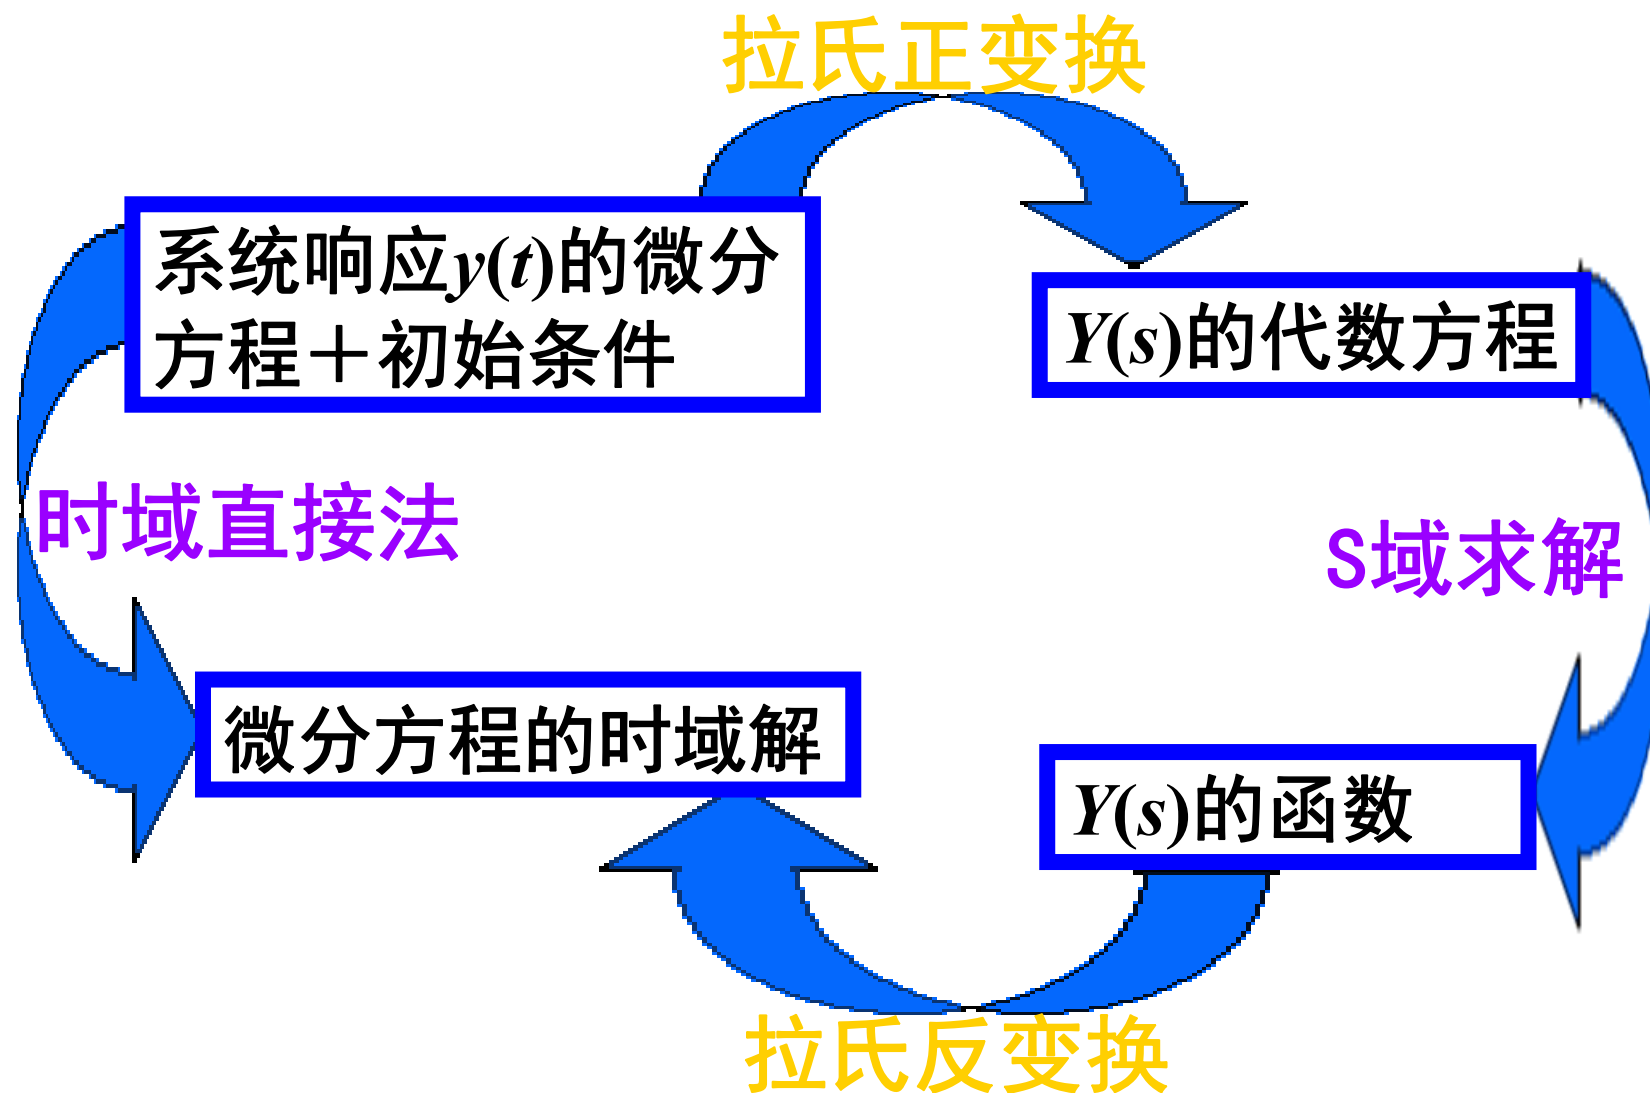 拉氏正变换
系统响应y(t)的微分
方程＋初始条件
Y(s)的代数方程
时域直接法
S域求解
微分方程的时域解
Y(s)的函数
拉氏反变换